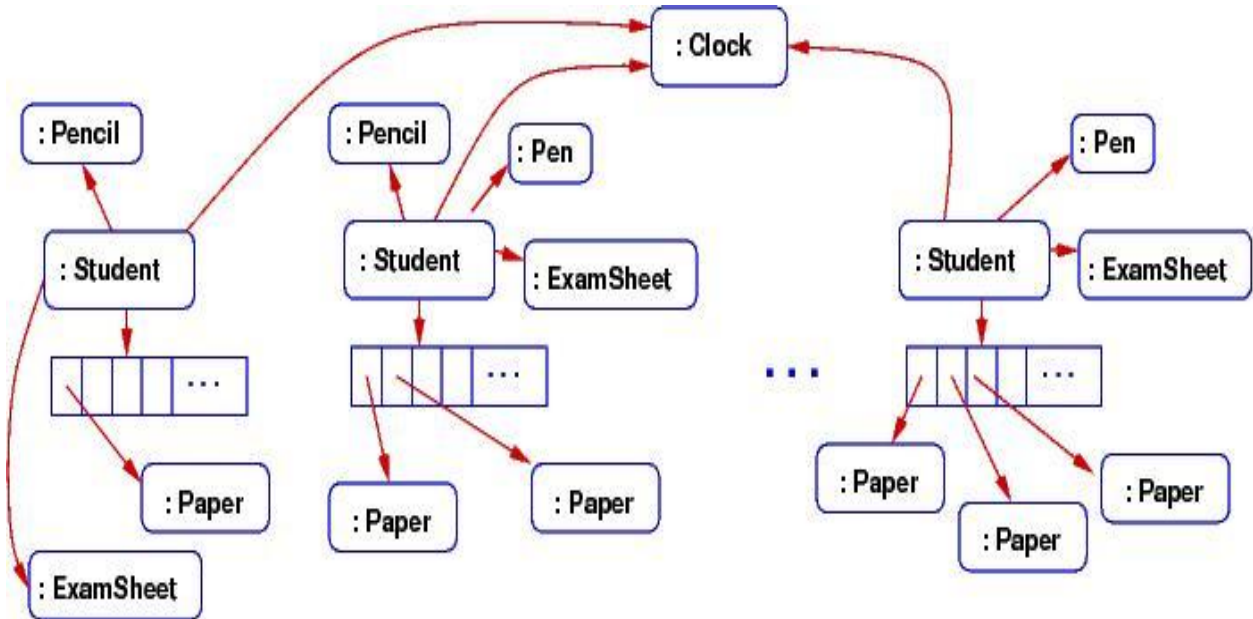 : Clock
: Pencil
: Pencil
: Pen
: Pen
: Student
: Student
: ExamSheet
: Student
: ExamSheet
...
...
...
...
: Paper
: Paper
: Paper
: Paper
: Paper
: Paper
: ExamSheet